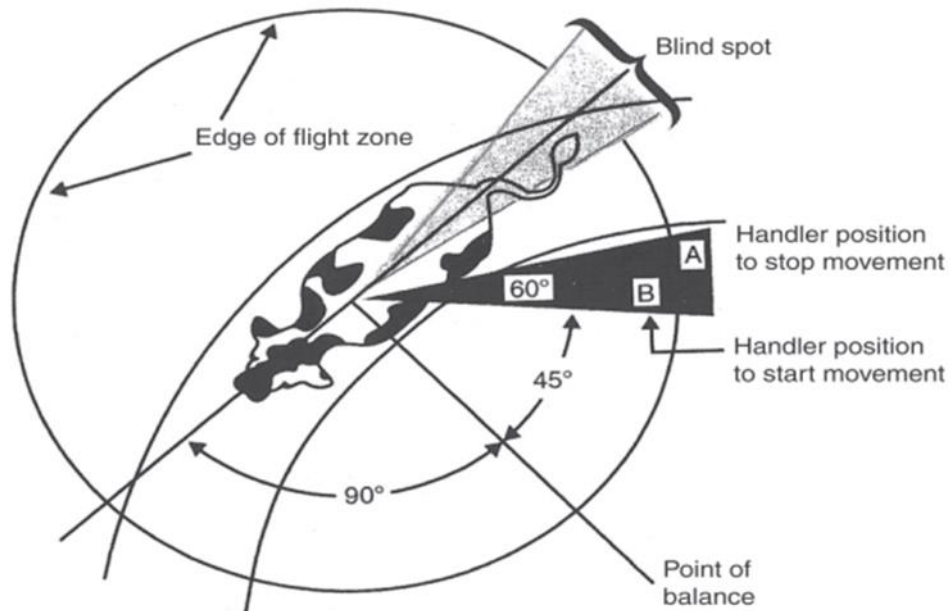 Blind spot
Edge of flight zone
Handler position
to stop movement
A
60°
B
Handler position
to start movement
45°
90°
Point of
balance